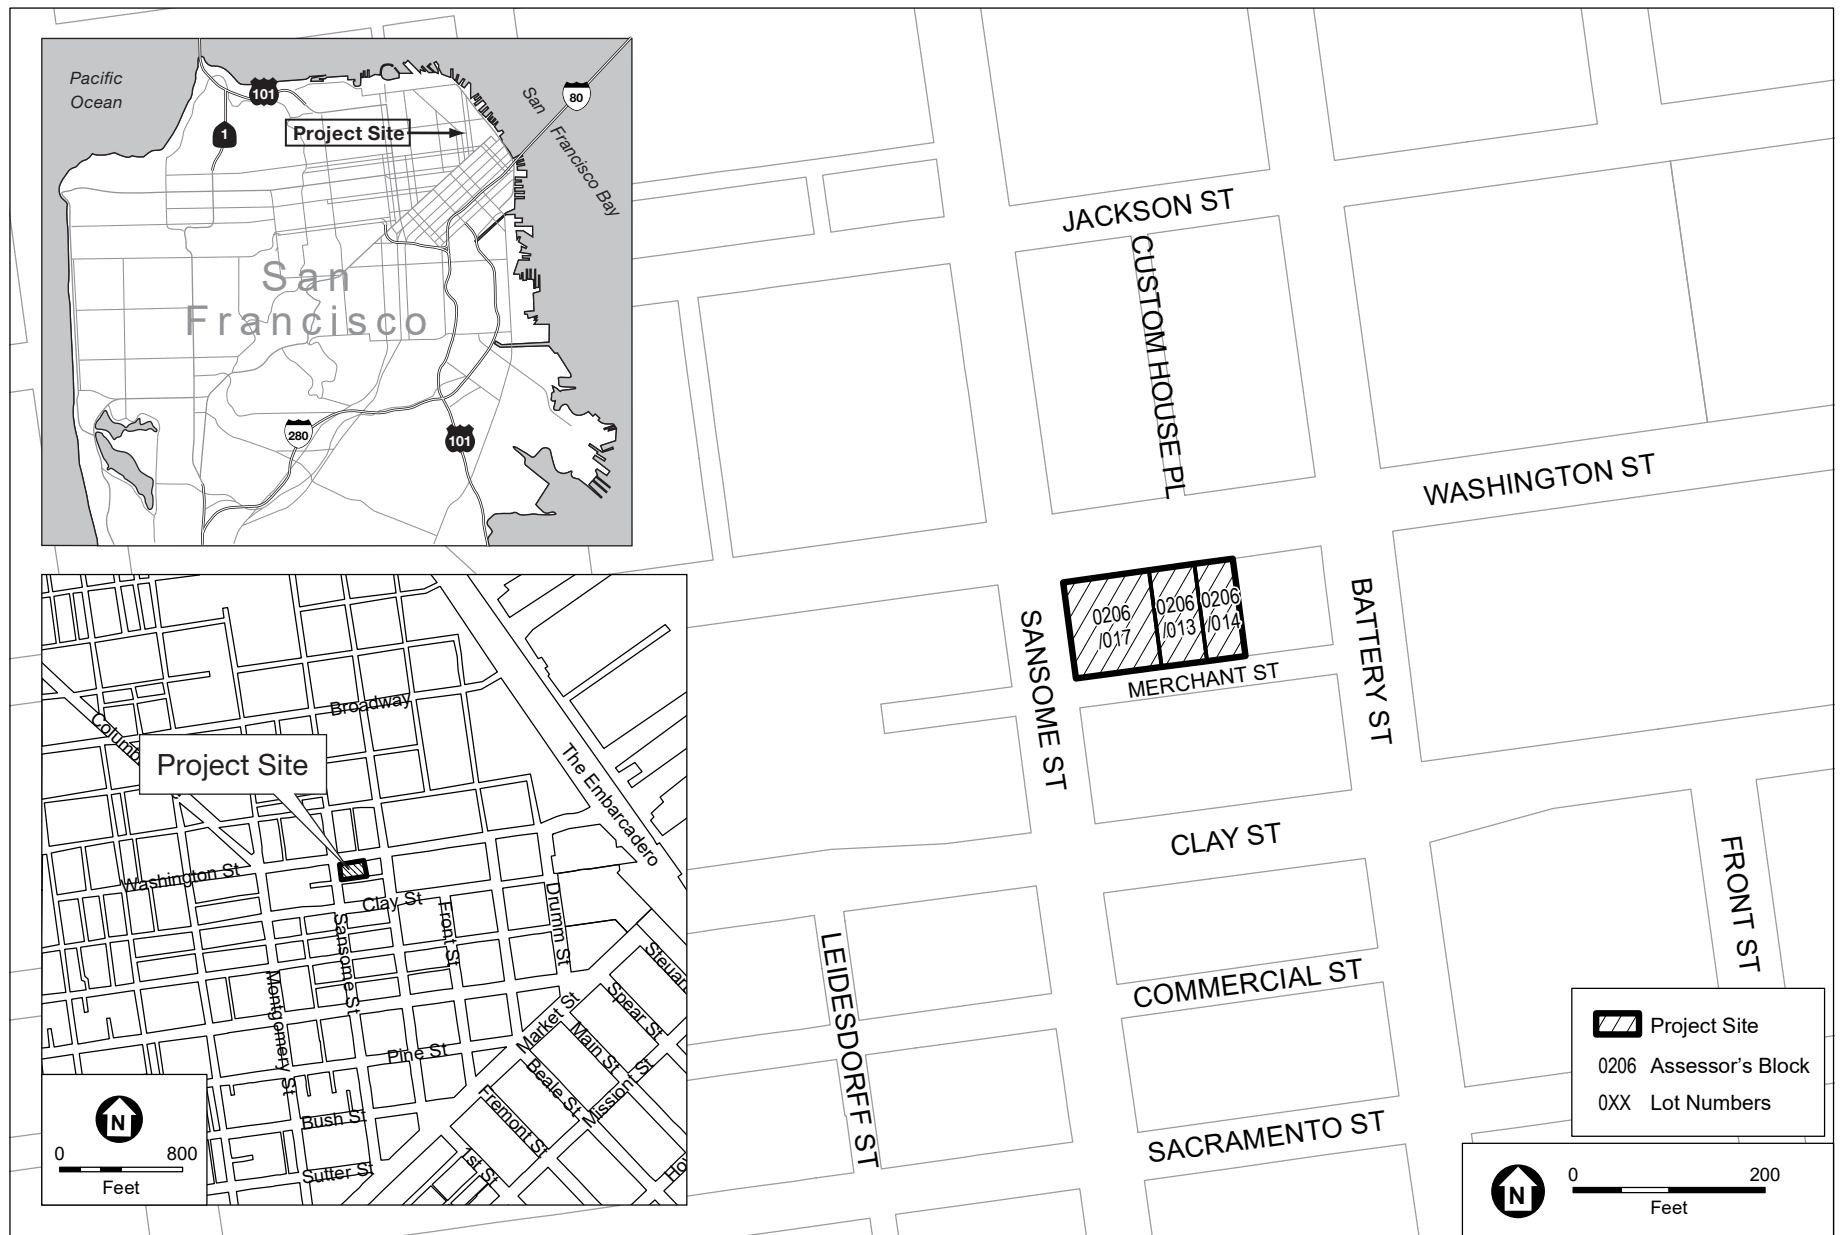 Pacific
Ocean
101
1
80
Project Site
San
Francisco Bay
San
Francisco
280
101
JACKSON ST
CUSTOM HOUSE PL
WASHINGTON ST
0206
/017
0206
/013
0206
/014
MERCHANT ST
SANSOME ST
BATTERY ST
CLAY ST
FRONT ST
LEIDESDORFF ST
COMMERCIAL ST
SACRAMENTO ST
Broadway
Columb
Project Site
The Embarcadero
Washington St
Clay St
Sansome St
Front St
Drumm St
Montgomery St
Steuar
Spear St
Market St
Main St
Pine St
Beale St
Missiont St
Fremont St
Bush St
1st St
Sutter St
Ho
N
0 800
Feet
Project Site
0206 Assessor's Block
0XX Lot Numbers
N
0 200
Feet